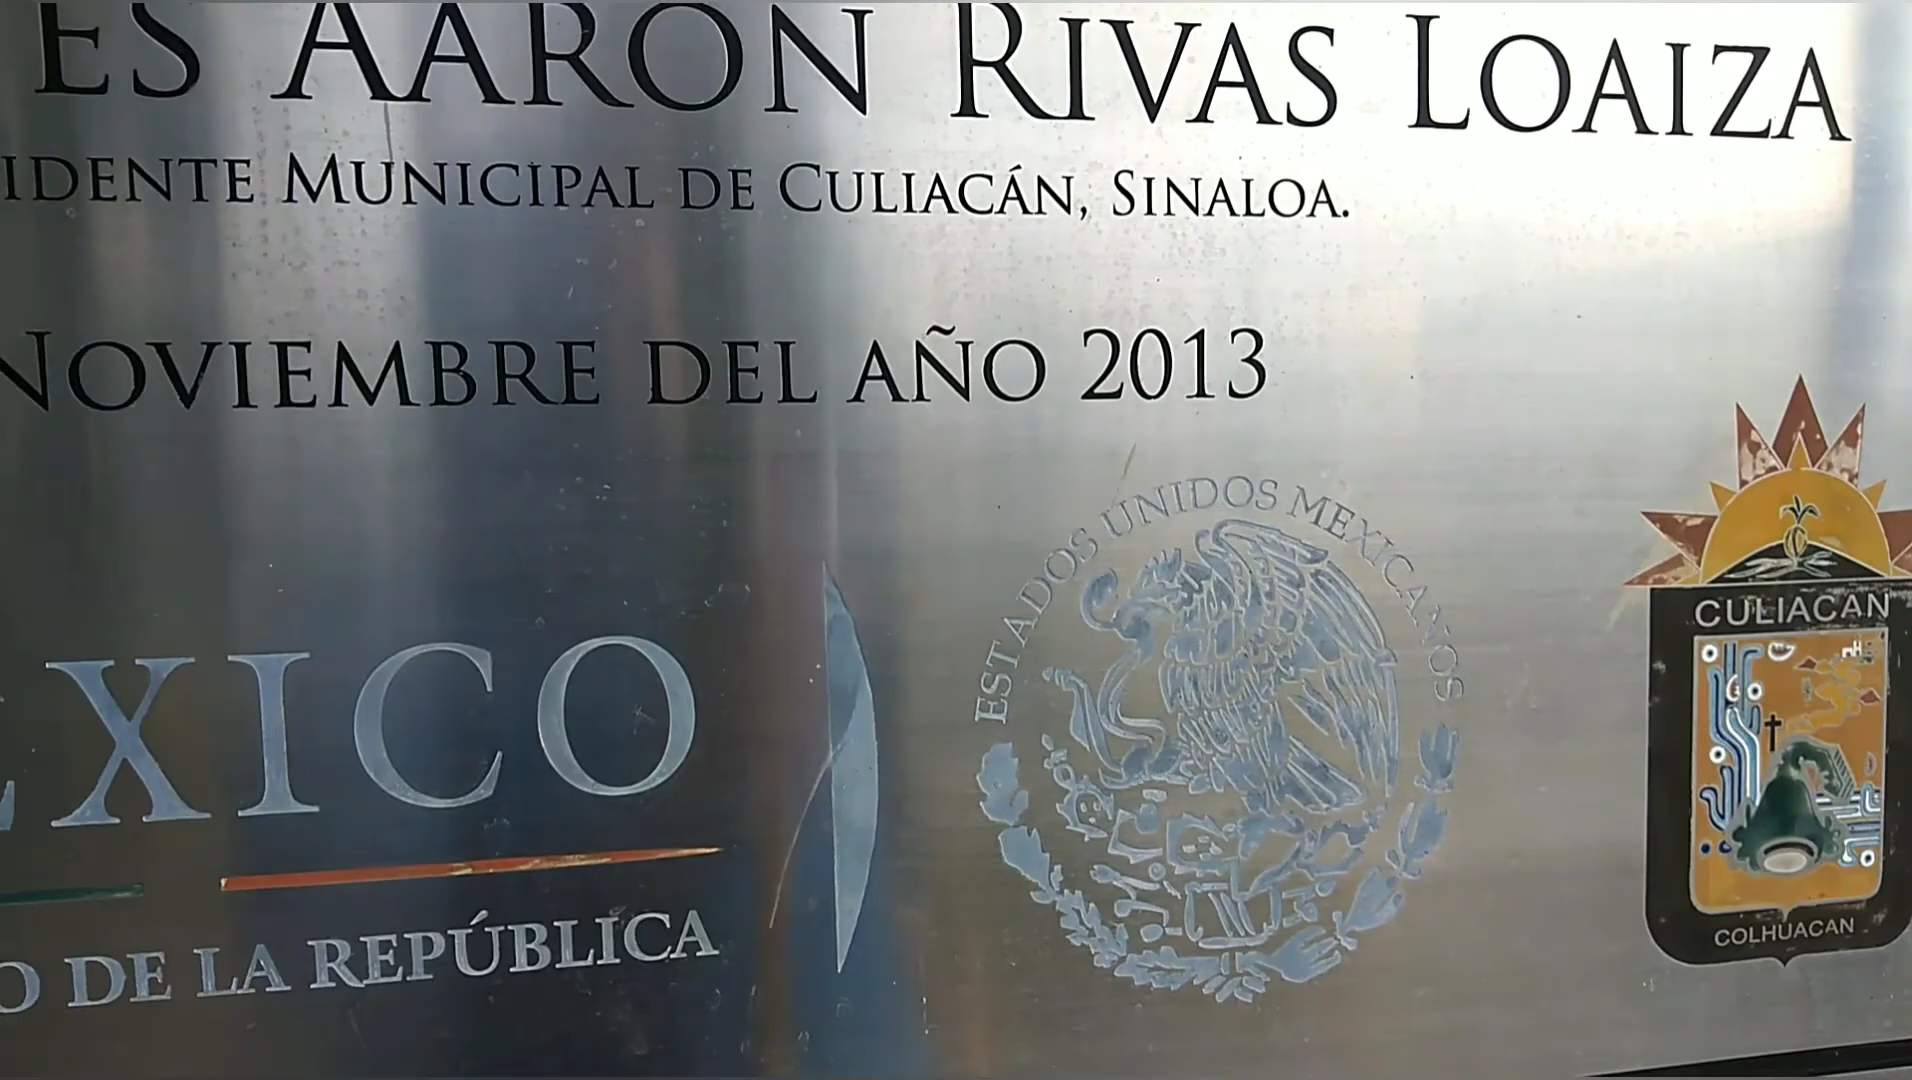 ES AARON RIVAS LOAIZA
IDENTE MUNICIPAL DE CULIACÁN, SINALOA.
NOVIEMBRE DEL AÑO 2013
ESTADOS UNIDOS MEXICANOS
CULIACAN
COLHUACAN
EXICO
O DE LA REPÚBLICA